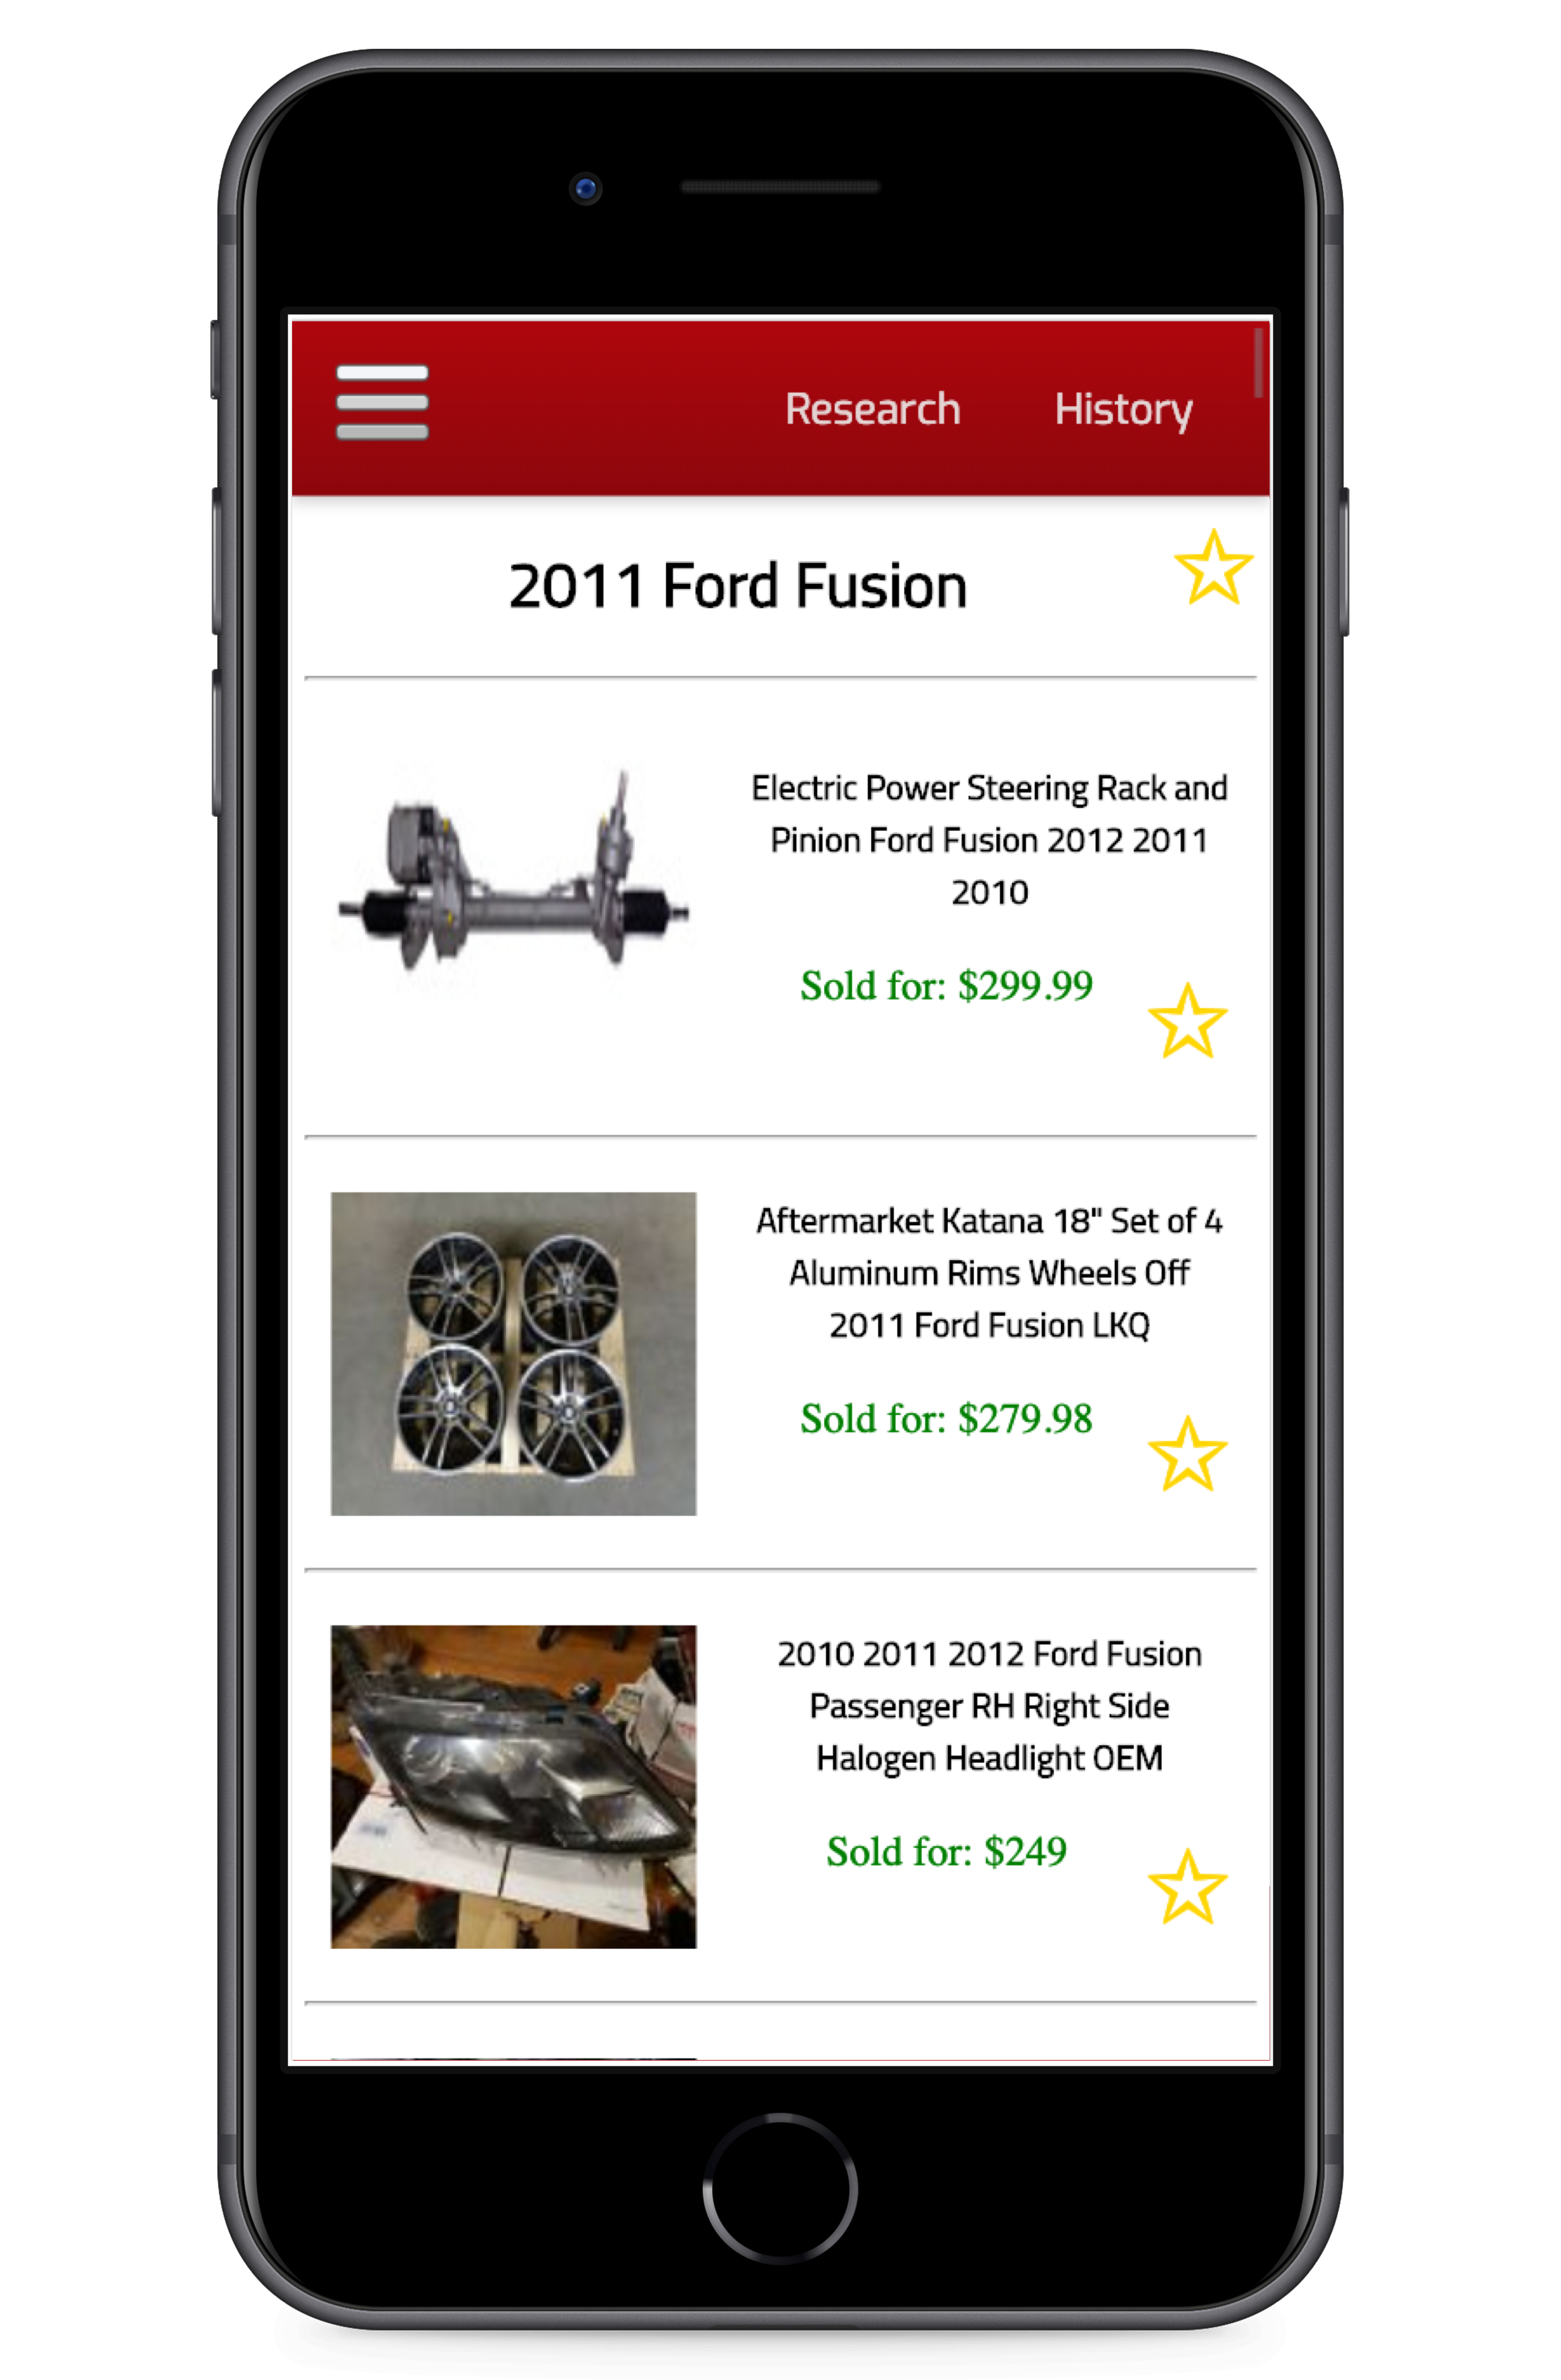 Research History
2011 Ford Fusion
Electric Power Steering Rack and
Pinion Ford Fusion 2012 2011
2010
Sold for: $299.99
Aftermarket Katana 18" Set of 4
Aluminum Rims Wheels Off
2011 Ford Fusion LKQ
Sold for: $279.98
2010 2011 2012 Ford Fusion
Passenger RH Right Side
Halogen Headlight OEM
Sold for: $249